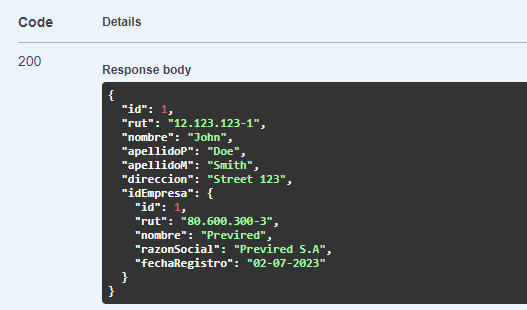 Code Details
200
Response body
{
  "id": 1,
  "rut": "12.123.123-1",
  "nombre": "John",
  "apellidoP": "Doe",
  "apellidoM": "Smith",
  "direccion": "Street 123",
  "idEmpresa": {
    "id": 1,
    "rut": "80.600.300-3",
    "nombre": "Previred",
    "razonSocial": "Previred S.A",
    "fechaRegistro": "02-07-2023"
  }
}